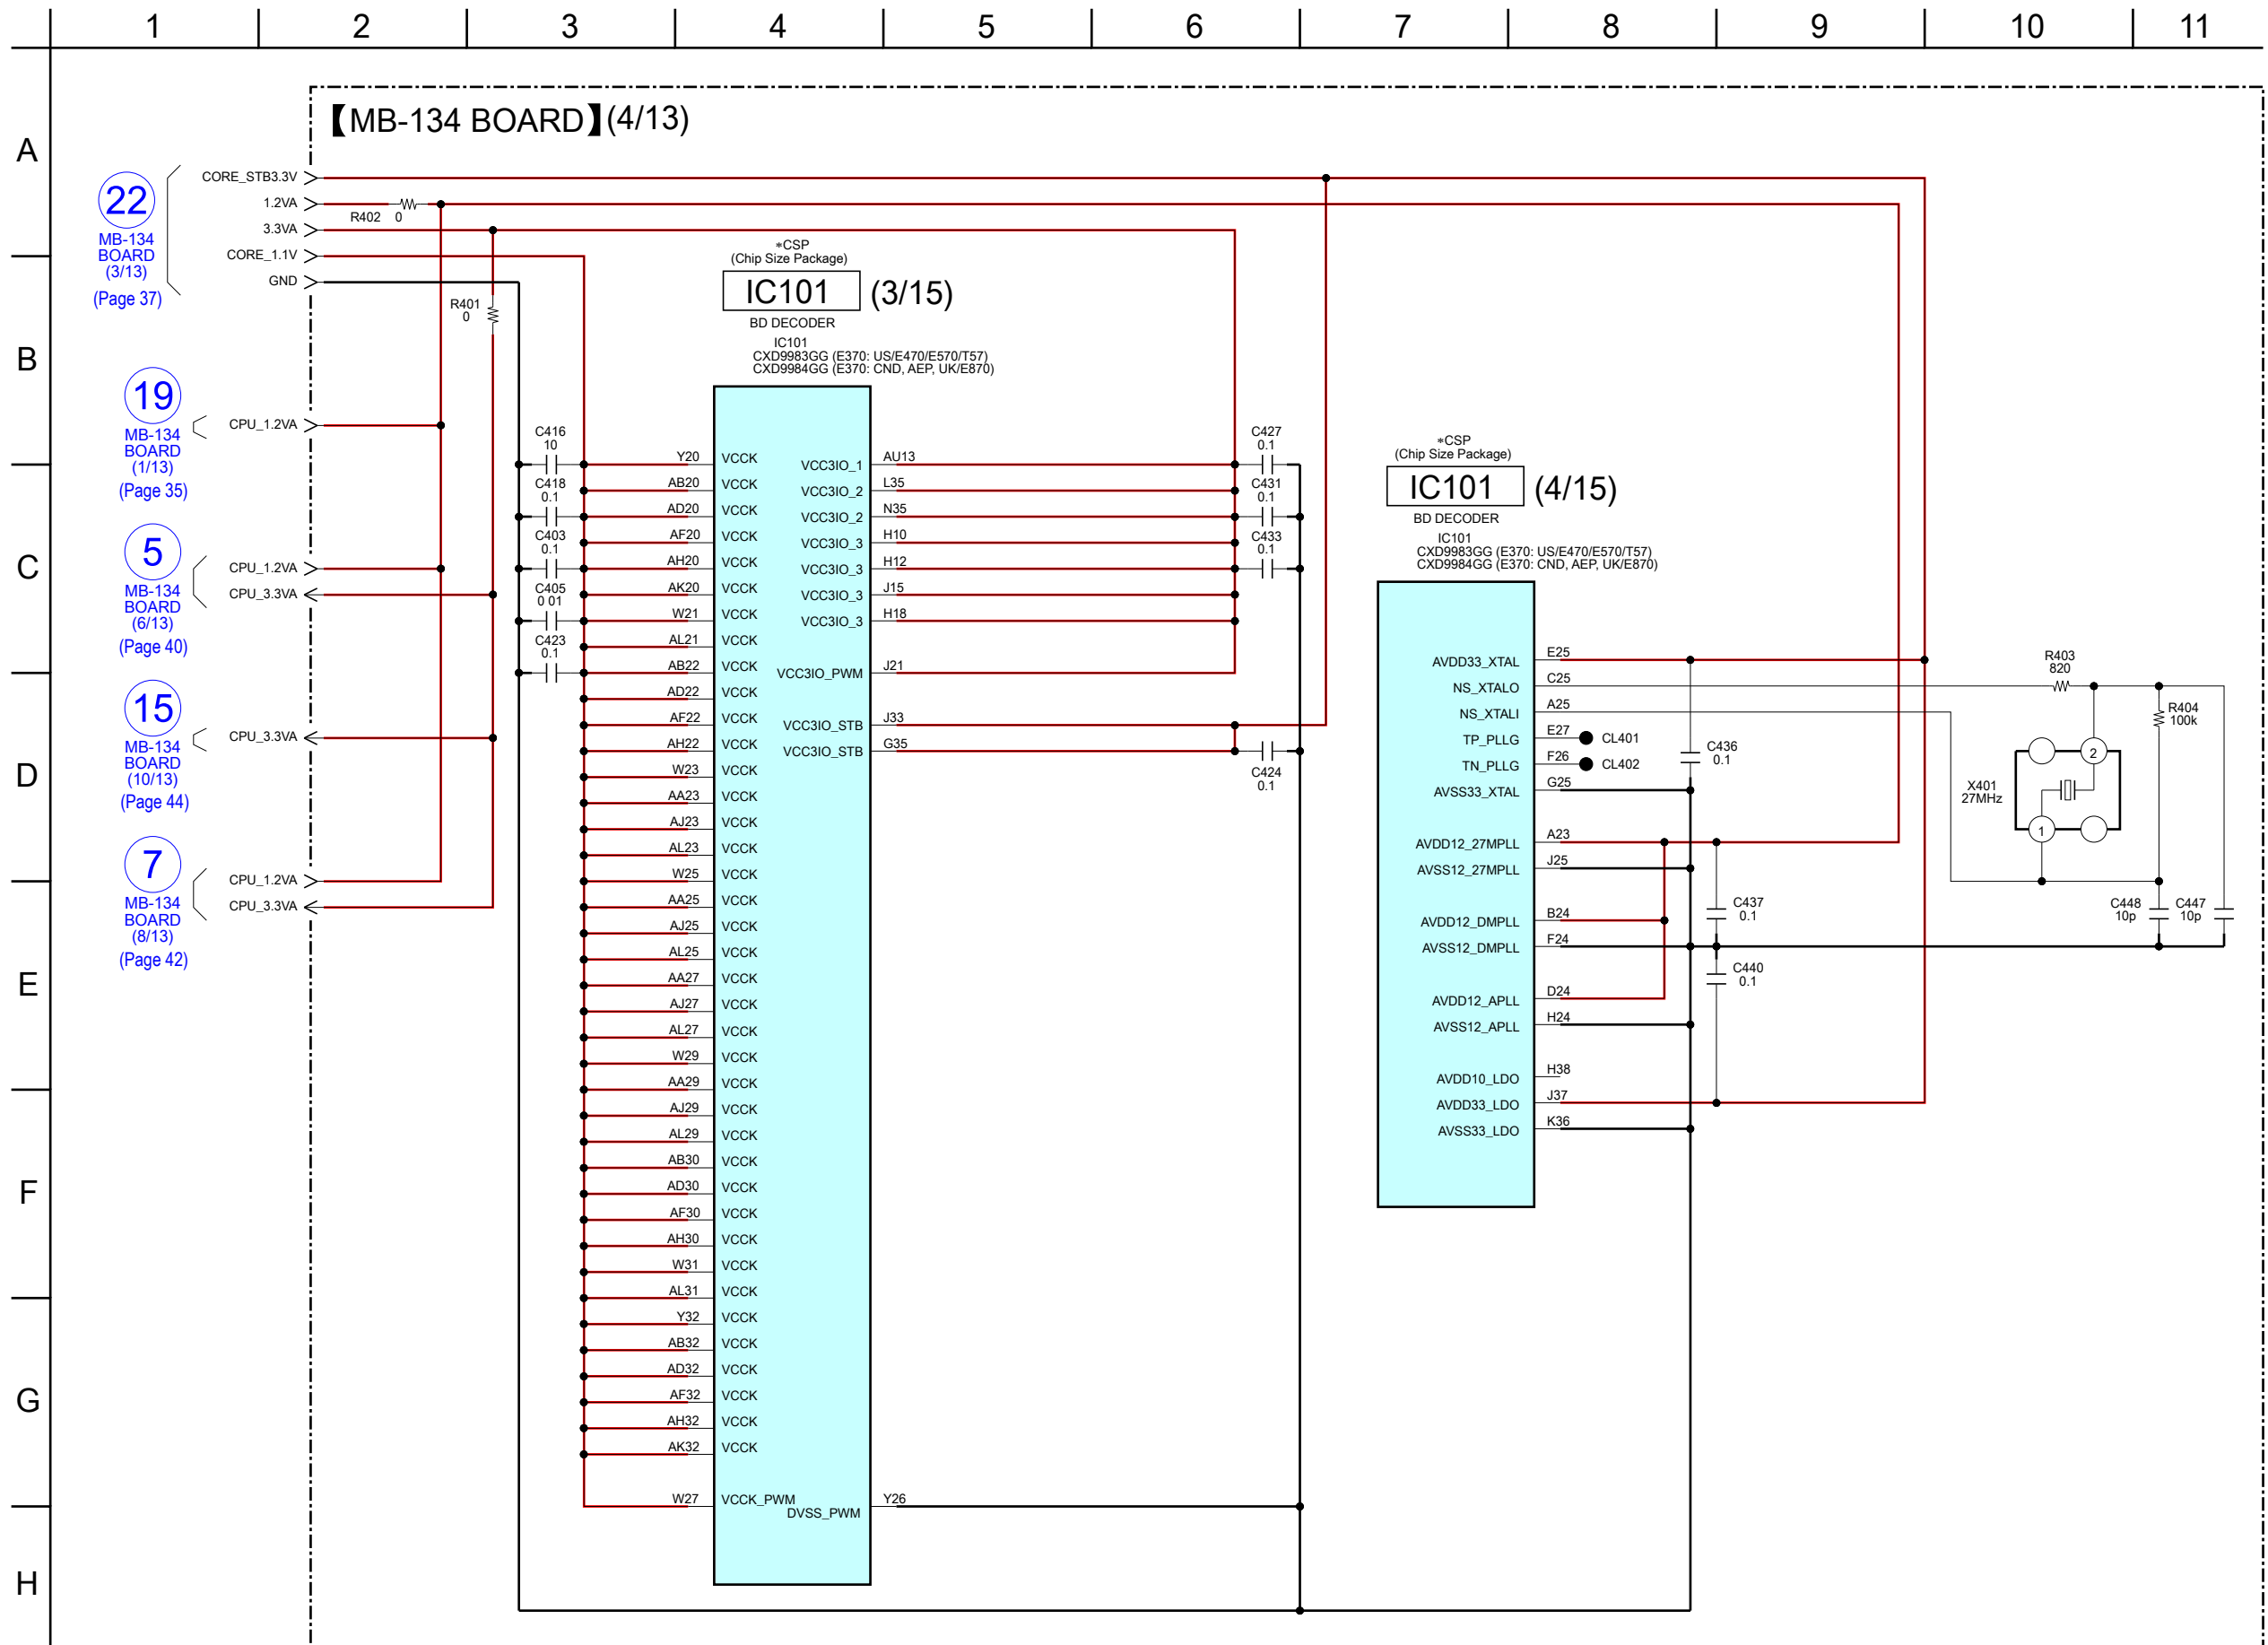 1 2 3 4 5 6 7 8 9 10 11
A
B
C
D
E
F
G
H
【MB-134 BOARD】(4/13)
22
MB-134
BOARD
(3/13)
(Page 37)
CORE_STB3.3V
1.2VA
3.3VA
CORE_1.1V
GND
R402 0
R401
0
19
MB-134
BOARD
(1/13)
(Page 35)
CPU_1.2VA
5
MB-134
BOARD
(6/13)
(Page 40)
CPU_1.2VA
CPU_3.3VA
15
MB-134
BOARD
(10/13)
(Page 44)
CPU_3.3VA
7
MB-134
BOARD
(8/13)
(Page 42)
CPU_1.2VA
CPU_3.3VA
*CSP
(Chip Size Package)
IC101 (3/15)
BD DECODER
IC101
CXD9983GG (E370: US/E470/E570/T57)
CXD9984GG (E370: CND, AEP, UK/E870)
C416
10
C418
0.1
C403
0.1
C405
0 01
C423
0.1
Y20 VCCK
AB20 VCCK
AD20 VCCK
AF20 VCCK
AH20 VCCK
AK20 VCCK
W21 VCCK
AL21 VCCK
AB22 VCCK
AD22 VCCK
AF22 VCCK
AH22 VCCK
W23 VCCK
AA23 VCCK
AJ23 VCCK
AL23 VCCK
W25 VCCK
AA25 VCCK
AJ25 VCCK
AL25 VCCK
AA27 VCCK
AJ27 VCCK
AL27 VCCK
W29 VCCK
AA29 VCCK
AJ29 VCCK
AL29 VCCK
AB30 VCCK
AD30 VCCK
AF30 VCCK
AH30 VCCK
W31 VCCK
AL31 VCCK
Y32 VCCK
AB32 VCCK
AD32 VCCK
AF32 VCCK
AH32 VCCK
AK32 VCCK
W27 VCCK_PWM
VCC3IO_1 AU13
VCC3IO_2 L35
VCC3IO_2 N35
VCC3IO_3 H10
VCC3IO_3 H12
VCC3IO_3 J15
VCC3IO_3 H18
VCC3IO_PWM J21
VCC3IO_STB J33
VCC3IO_STB G35
DVSS_PWM Y26
C427
0.1
C431
0.1
C433
0.1
C424
0.1
*CSP
(Chip Size Package)
IC101 (4/15)
BD DECODER
IC101
CXD9983GG (E370: US/E470/E570/T57)
CXD9984GG (E370: CND, AEP, UK/E870)
AVDD33_XTAL E25
NS_XTALO C25
NS_XTALI A25
TP_PLLG E27 CL401
TN_PLLG F26 CL402
AVSS33_XTAL G25
AVDD12_27MPLL A23
AVSS12_27MPLL J25
AVDD12_DMPLL B24
AVSS12_DMPLL F24
AVDD12_APLL D24
AVSS12_APLL H24
AVDD10_LDO H38
AVDD33_LDO J37
AVSS33_LDO K36
C436
0.1
C437
0.1
C440
0.1
R403
820
R404
100k
X401
27MHz
2
1
C448
10p
C447
10p